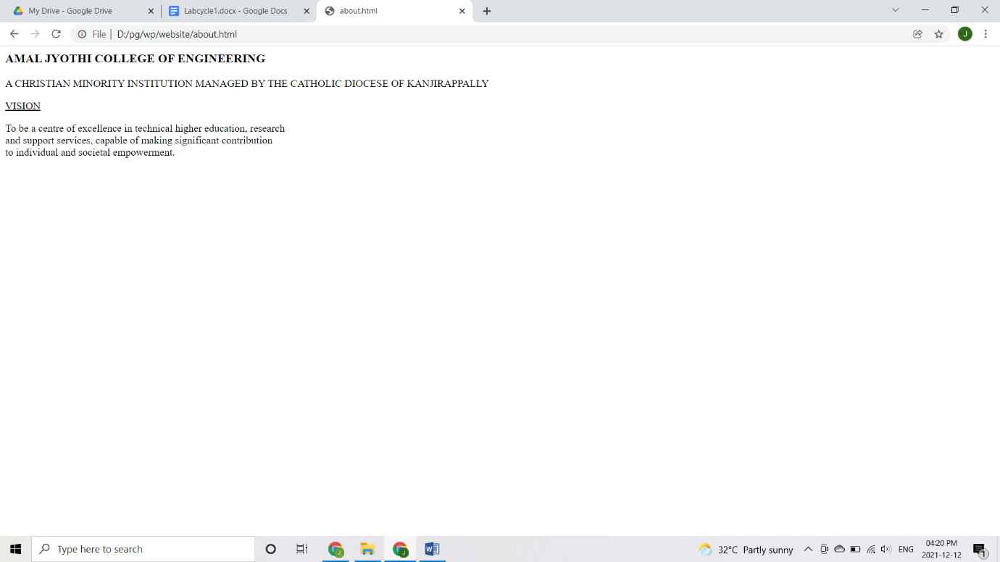 My Drive - Google Drive
Labcycle1.docx - Google Docs
about.html
File | D:/pg/wp/website/about.html
J
AMAL JYOTHI COLLEGE OF ENGINEERING
A CHRISTIAN MINORITY INSTITUTION MANAGED BY THE CATHOLIC DIOCESE OF KANJIRAPPALLY
VISION
To be a centre of excellence in technical higher education, research
and support services, capable of making significant contribution
to individual and societal empowerment.
Type here to search
32°C Partly sunny
ENG
04:20 PM
2021-12-12
1